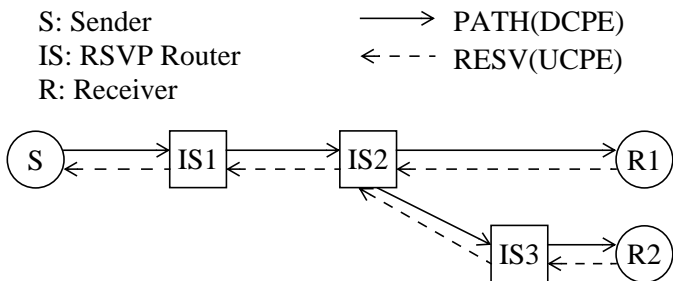 S: Sender
IS: RSVP Router
R: Receiver
PATH(DCPE)
RESV(UCPE)
S
IS1
IS2
R1
IS3
R2